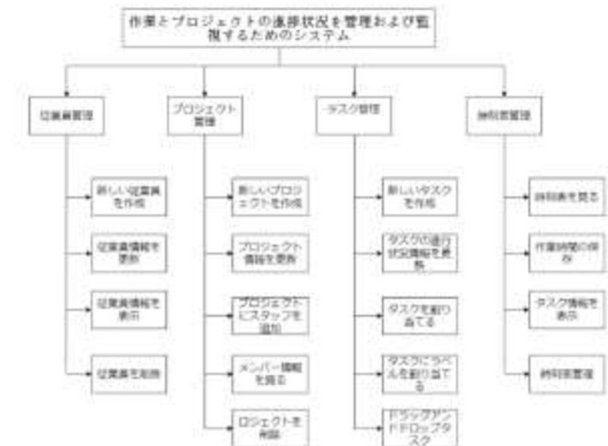 作業とプロジェクトの進捗状況を管理および監
視するためのシステム
従業員管理
プロジェクト
管理
タスク管理
時刻表管理
新しい従業員
を作成
従業員情報を
更新
従業員情報を
表示
従業員を削除
新しいプロジ
ェクトを作成
プロジェクト
情報を更新
プロジェクト
にスタッフを
追加
メンバー情報
を見る
ロジェクトを
削除
新しいタスク
を作成
タスクの進行
状況情報を更
新
タスクを割り
当てる
タスクにラベ
ルを割り当て
る
ドラッグアン
ドドロップタ
スク
時刻表を見る
作業時間の保
存
タスク情報を
表示
時刻表管理